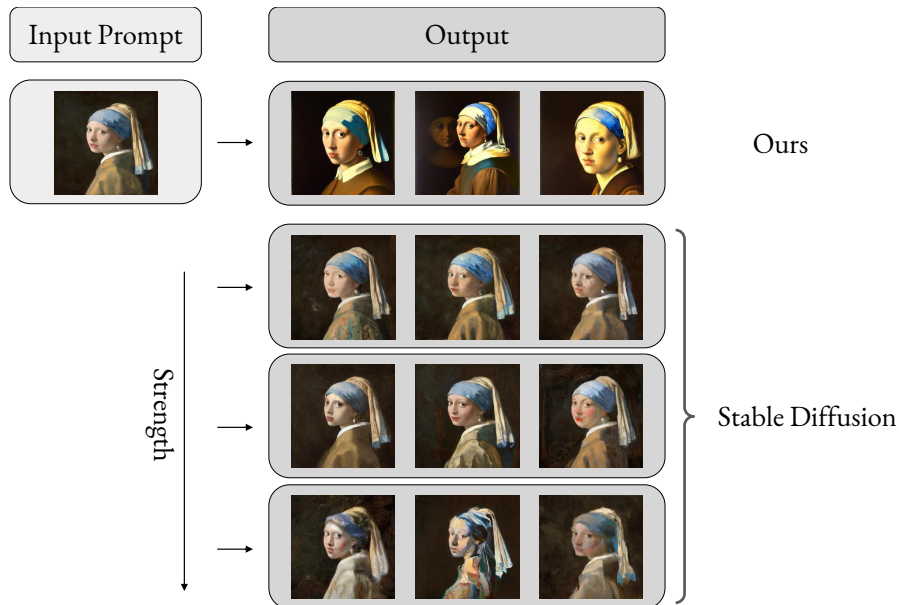 Input Prompt
Output
Ours
Strength
Stable Diffusion